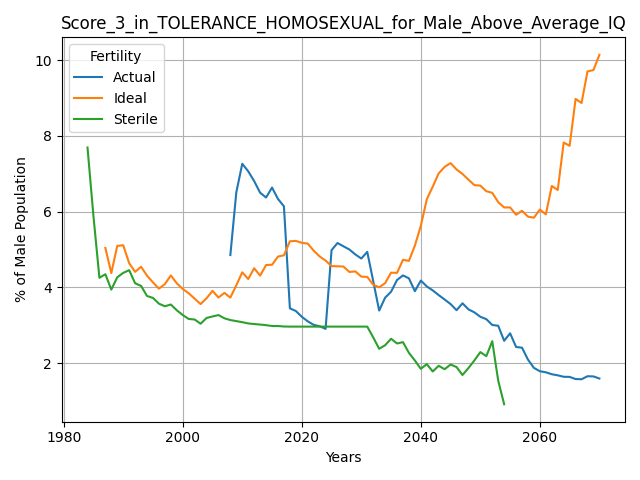 Score_3_in_TOLERANCE_HOMOSEXUAL_for_Male_Above_Average_IQ
Fertility
Actual
Ideal
Sterile
% of Male Population
10
8
6
4
2
1980 2000 2020 2040 2060
Years